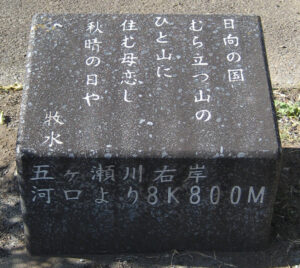 日向の国
むら立つ山の
ひと山に
住む母恋し
秋晴の日や
牧水
五ヶ瀬川右岸
河口より8K800M